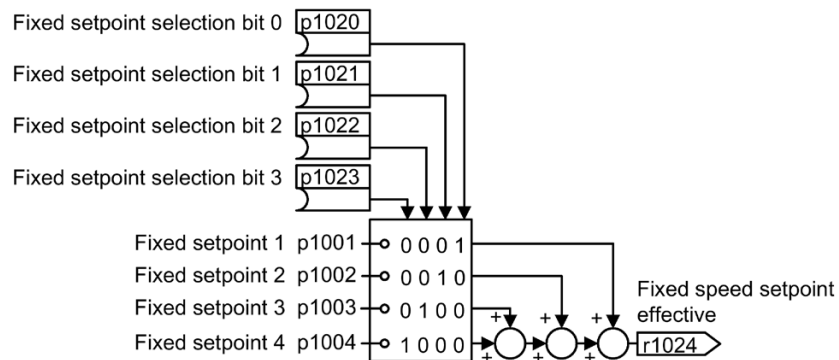 Fixed setpoint selection bit 0 p1020
Fixed setpoint selection bit 1 p1021
Fixed setpoint selection bit 2 p1022
Fixed setpoint selection bit 3 p1023
Fixed setpoint 1 p1001 0 0 0 1
Fixed setpoint 2 p1002 0 0 1 0
Fixed setpoint 3 p1003 0 1 0 0
Fixed setpoint 4 p1004 1 0 0 0
+ + +
+ + +
Fixed speed setpoint
effective
r1024